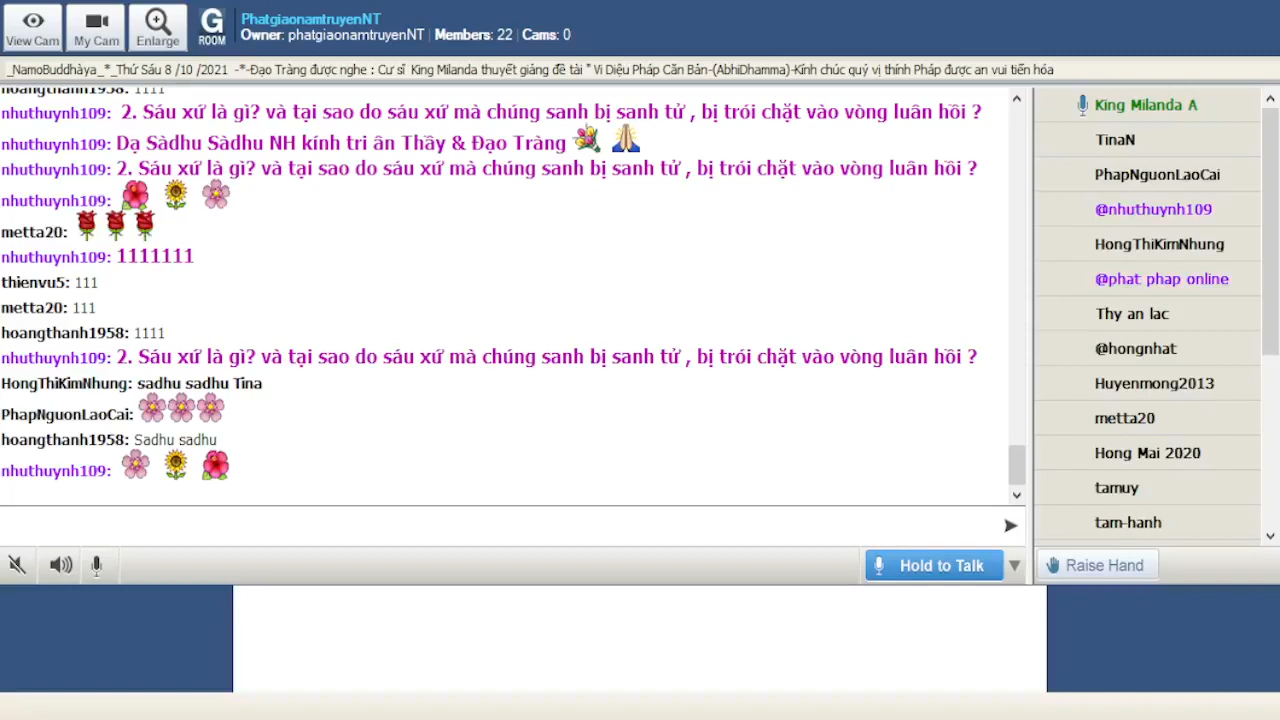 View Cam
My Cam
Enlarge
G ROOM
PhatgiaonamtruyenNT
Owner: phatgiaonamtruyenNT | Members: 22 | Cams: 0
_NamoBuddhàya_*_Thứ Sáu 8 /10 /2021 -*-Đạo Tràng được nghe : Cư sĩ King Milanda thuyết giảng đề tài " Vi Diệu Pháp Căn Bản-(AbhiDhamma)-Kính chúc quý vị thính Pháp được an vui tiến hóa
hoangthanh1958: 1111
nhuthuynh109: 2. Sáu xứ là gì? và tại sao do sáu xứ mà chúng sanh bị sanh tử , bị trói chặt vào vòng luân hồi ?
nhuthuynh109: Dạ Sàdhu Sàdhu NH kính tri ân Thầy & Đạo Tràng
nhuthuynh109: 2. Sáu xứ là gì? và tại sao do sáu xứ mà chúng sanh bị sanh tử , bị trói chặt vào vòng luân hồi ?
nhuthuynh109:
metta20:
nhuthuynh109: 1111111
thienvu5: 111
metta20: 111
hoangthanh1958: 1111
nhuthuynh109: 2. Sáu xứ là gì? và tại sao do sáu xứ mà chúng sanh bị sanh tử , bị trói chặt vào vòng luân hồi ?
HongThiKimNhung: sadhu sadhu Tina
PhapNguonLaoCai:
hoangthanh1958: Sadhu sadhu
nhuthuynh109:
King Milanda A
TinaN
PhapNguonLaoCai
@nhuthuynh109
HongThiKimNhung
@phat phap online
Thy an lac
@hongnhat
Huyenmong2013
metta20
Hong Mai 2020
tamuy
tam-hanh
Hold to Talk
Raise Hand